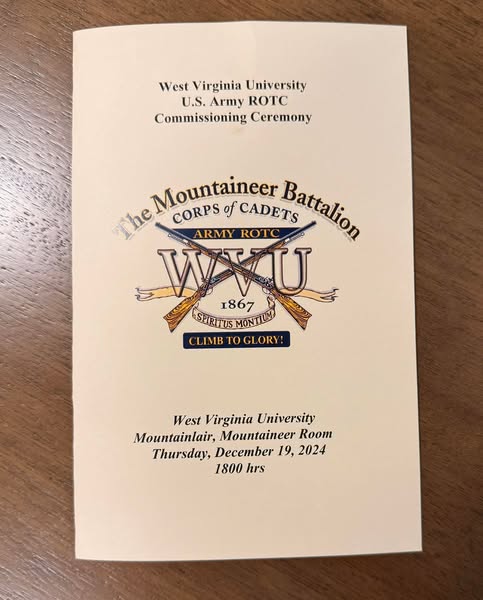 West Virginia University
U.S. Army ROTC
Commissioning Ceremony
The Mountaineer Battalion
CORPS of CADETS
ARMY ROTC
WVU
1867
SPIRITUS MONTIUM
CLIMB TO GLORY!
West Virginia University
Mountainlair, Mountaineer Room
Thursday, December 19, 2024
1800 hrs